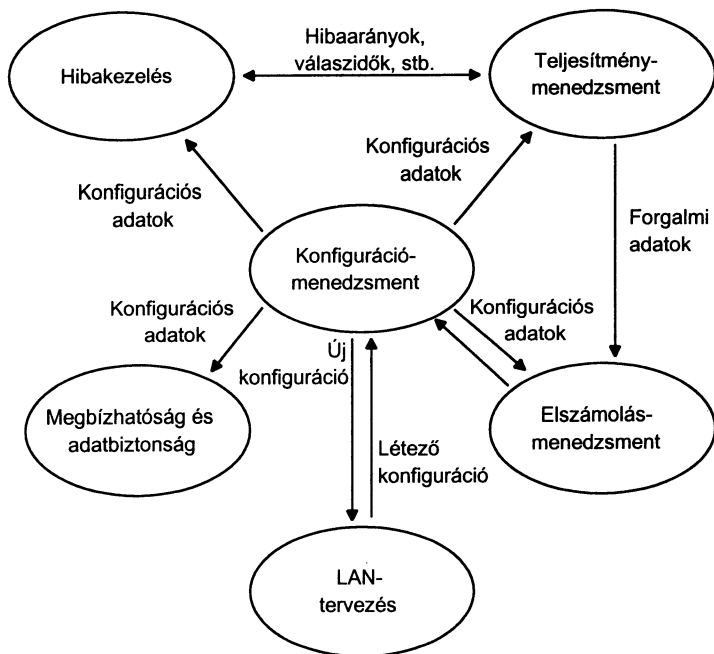 Hibakezelés
Hibaarányok,
válaszidők, stb.
Teljesítmény-
menedzsment
Konfigurációs
adatok
Konfigurációs
adatok
Forgalmi
adatok
Konfiguráció-
menedzsment
Konfigurációs
adatok
Konfigurációs
adatok
Új
konfiguráció
Megbízhatóság és
adatbiztonság
Elszámolás-
menedzsment
Létező
konfiguráció
LAN-
tervezés